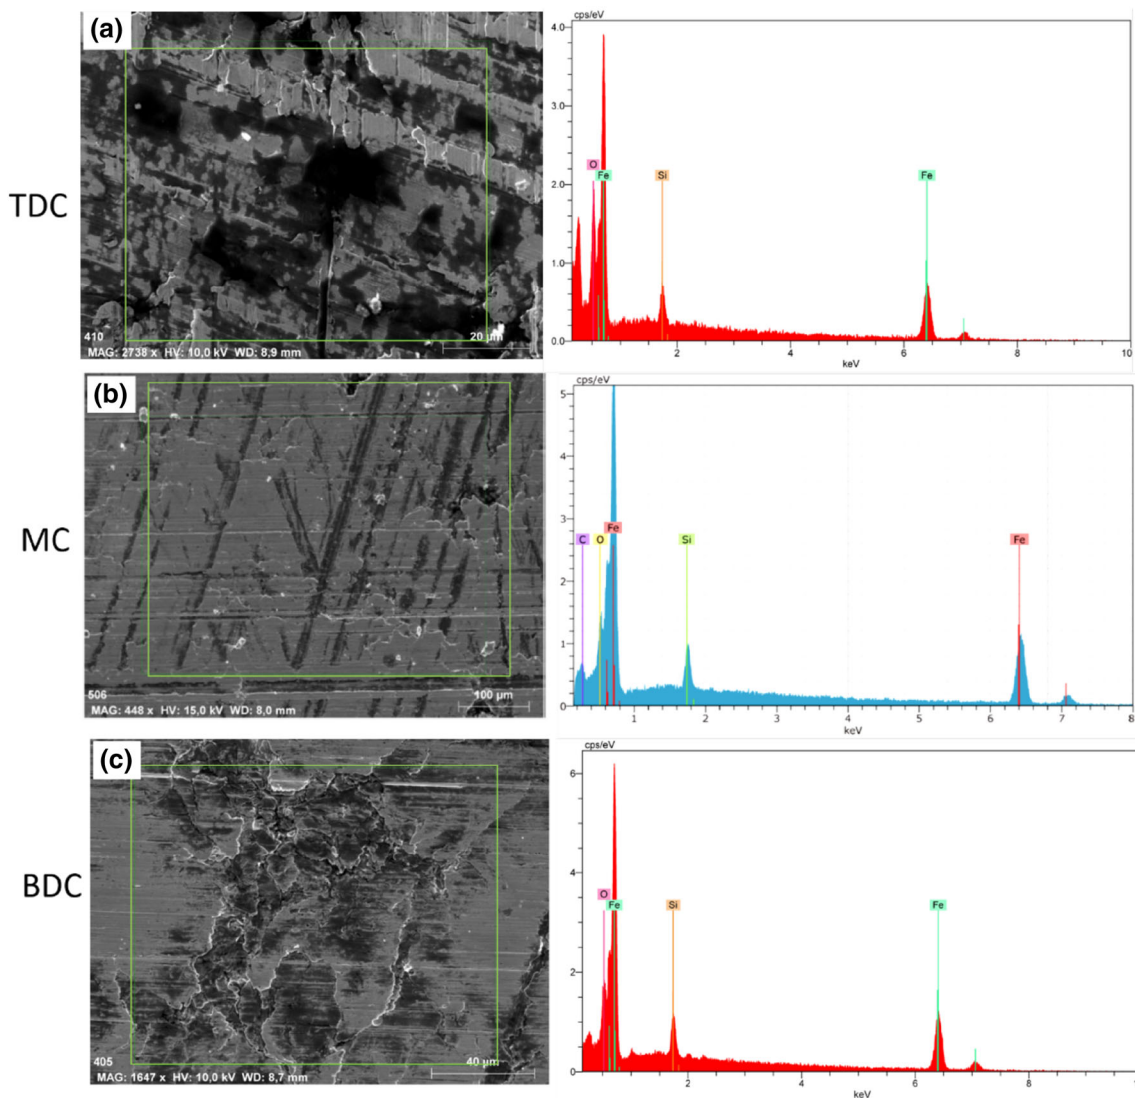 (a)
TDC
410
20 µm
MAG: 2738 x HV: 10,0 kV WD: 8,9 mm
cps/eV
4.0
3.0
2.0
1.0
0.0
O
Fe
Si
Fe
2
4
6
8
10
keV
(b)
MC
506
100 µm
MAG: 448 x HV: 15,0 kV WD: 8,0 mm
cps/eV
5
4
3
2
1
0
C
O
Fe
Si
Fe
1
2
3
4
5
6
7
8
keV
(c)
BDC
405
40 µm
MAG: 1647 x HV: 10,0 kV WD: 8,7 mm
cps/eV
6
4
2
0
O
Fe
Si
Fe
2
4
6
8
keV